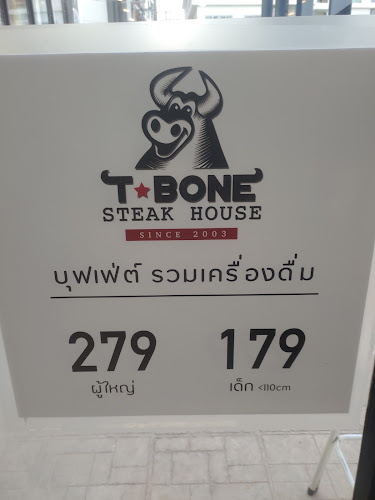 T★BONE
STEAK HOUSE
SINCE 2003
บุฟเฟ่ต์ รวมเครื่องดื่ม
279 179
ผู้ใหญ่ เด็ก <110cm